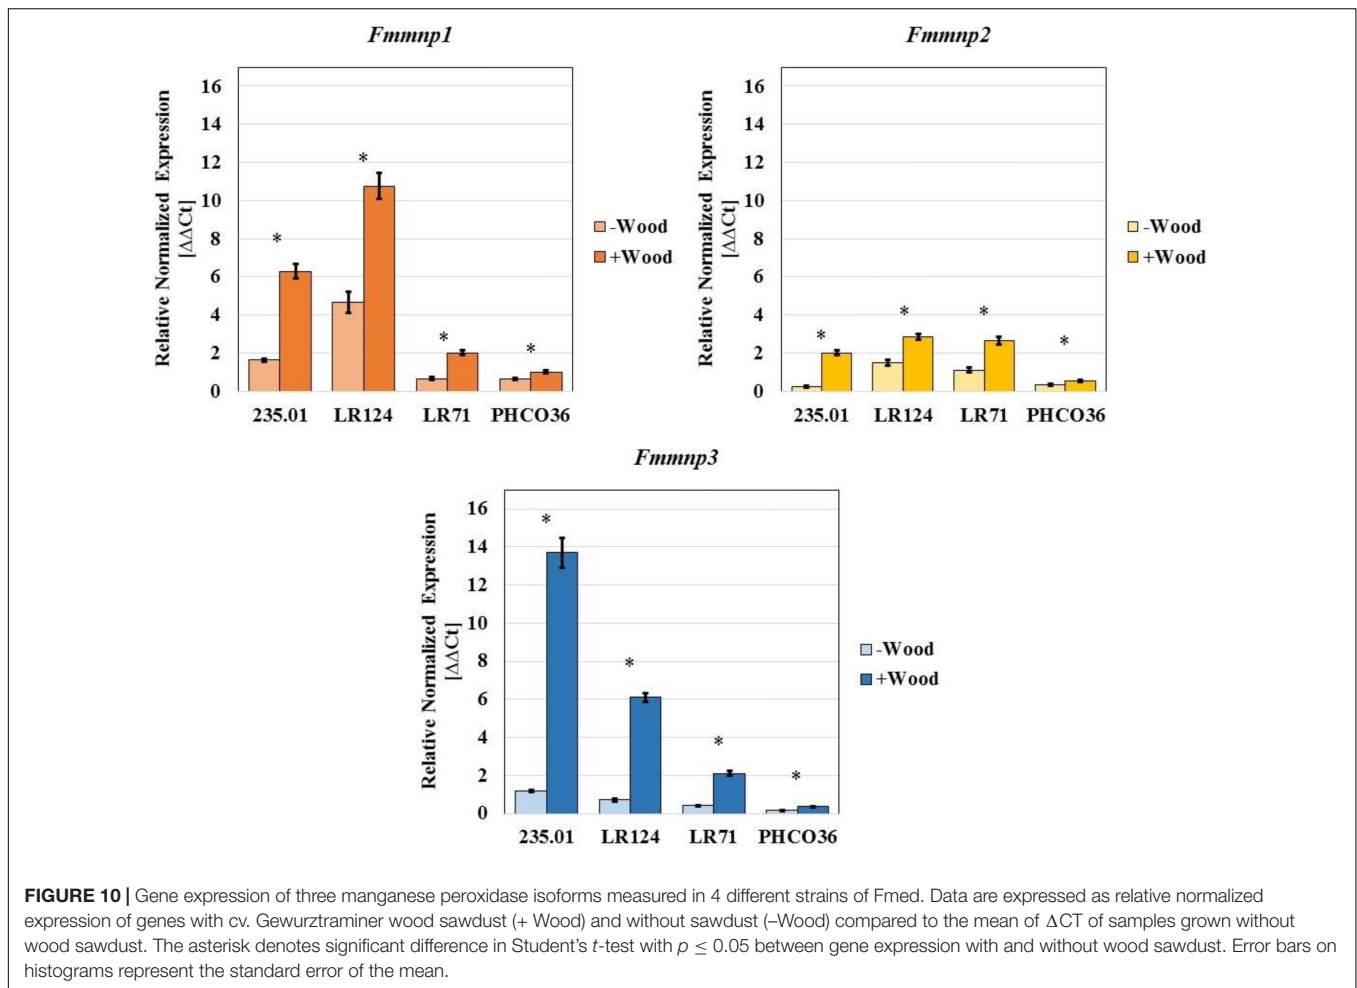 Fmmnp1
Relative Normalized Expression
[ΔΔCt]
16
14
12
10
8
6
4
2
0
*
*
*
*
235.01 LR124 LR71 PHCO36
-Wood
+Wood
Fmmnp2
Relative Normalized Expression
[ΔΔCt]
16
14
12
10
8
6
4
2
0
*
*
*
*
235.01 LR124 LR71 PHCO36
-Wood
+Wood
Fmmnp3
Relative Normalized Expression
[ΔΔCt]
16
14
12
10
8
6
4
2
0
*
*
*
*
235.01 LR124 LR71 PHCO36
-Wood
+Wood
FIGURE 10 | Gene expression of three manganese peroxidase isoforms measured in 4 different strains of Fmed. Data are expressed as relative normalized
expression of genes with cv. Gewurztraminer wood sawdust (+ Wood) and without sawdust (–Wood) compared to the mean of ΔCT of samples grown without
wood sawdust. The asterisk denotes significant difference in Student's t-test with p ≤ 0.05 between gene expression with and without wood sawdust. Error bars on
histograms represent the standard error of the mean.